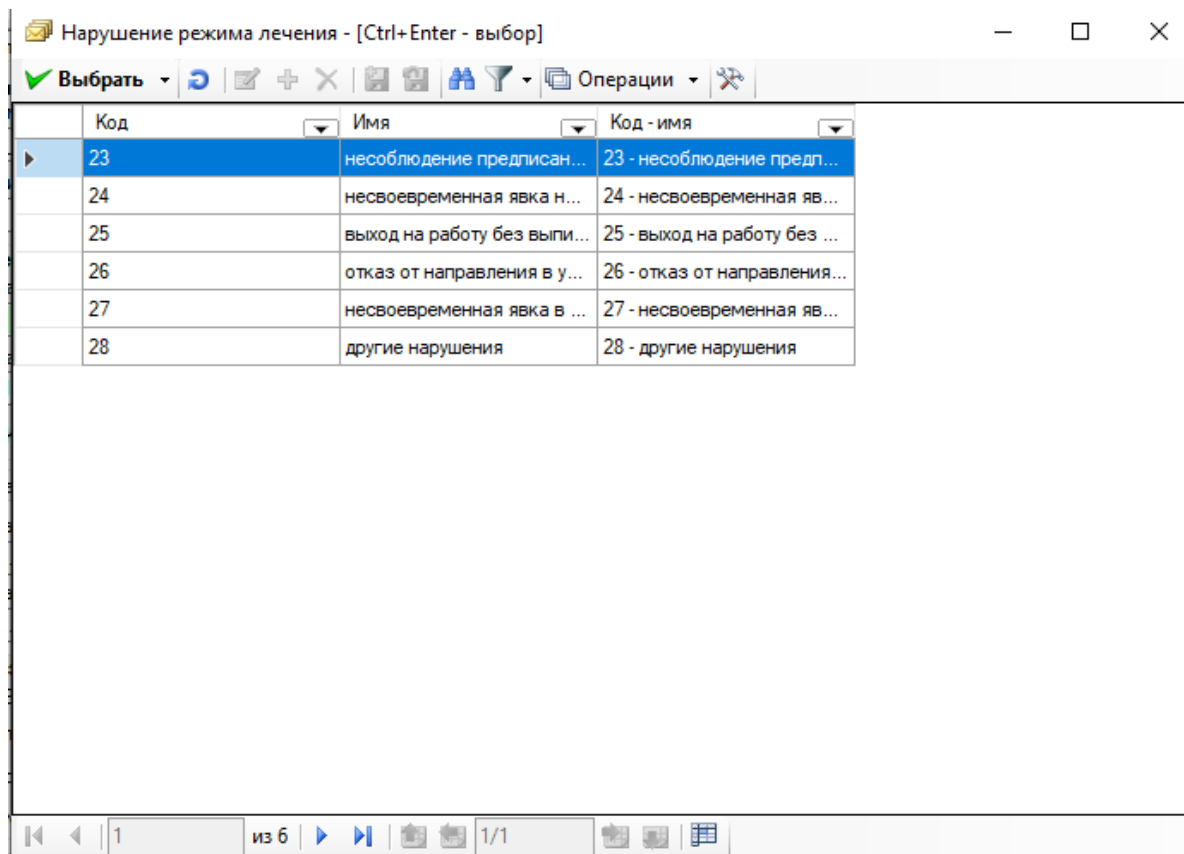 Нарушение режима лечения - [Ctrl+Enter - выбор]
Выбрать Операции
Код Имя Код - имя
23 несоблюдение предписан... 23 - несоблюдение предп...
24 несвоевременная явка н... 24 - несвоевременная яв...
25 выход на работу без выпи... 25 - выход на работу без ...
26 отказ от направления в у... 26 - отказ от направления...
27 несвоевременная явка в ... 27 - несвоевременная яв...
28 другие нарушения 28 - другие нарушения
1 из 6 1/1